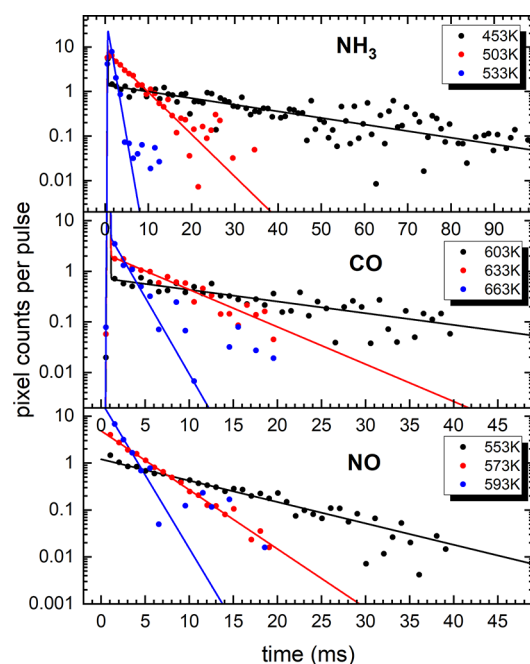 10
1
0.1
0.01
NH3
453K
503K
533K
0 10 20 30 40 50 60 70 80 90
10
1
0.1
0.01
CO
603K
633K
663K
0 5 10 15 20 25 30 35 40 45
10
1
0.1
0.01
0.001
NO
553K
573K
593K
0 5 10 15 20 25 30 35 40 45
pixel counts per pulse
time (ms)